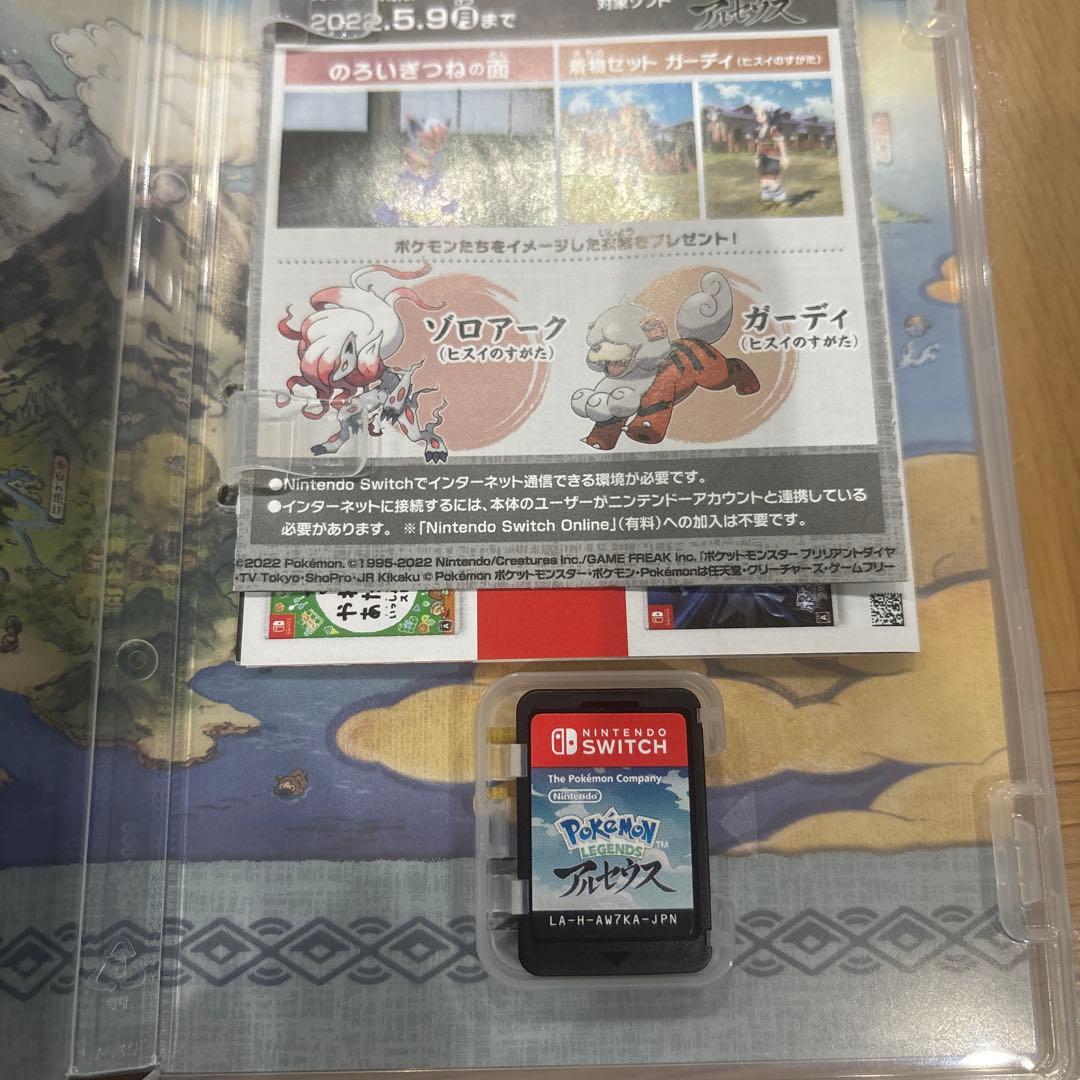 2022.5.9月まで
対象ソフト
アルセウス
のろいぎつねの面
めん
着物セット ガーディ(ヒスイのすがた)
きもの
ポケモンたちをイメージした衣装をプレゼント!
いしょう
ゾロアーク
(ヒスイのすがた)
ガーディ
(ヒスイのすがた)
●Nintendo Switchでインターネット通信できる環境が必要です。
●インターネットに接続するには、本体のユーザーがニンテンドーアカウントと連携している
必要があります。 ※「Nintendo Switch Online」(有料)への加入は不要です。
©2022 Pokémon. ©1995-2022 Nintendo/Creatures Inc./GAME FREAK inc. 「ポケットモンスター ブリリアントダイヤ
・TV Tokyo・ShoPro・JR Kikaku © Pokémon ポケットモンスター・ポケモン・Pokémonは任天堂・クリーチャーズ・ゲームフリー
NINTENDO
SWITCH
The Pokémon Company
Nintendo
POKÉMON™
LEGENDS
アルセウス
LA-H-AW7KA-JPN